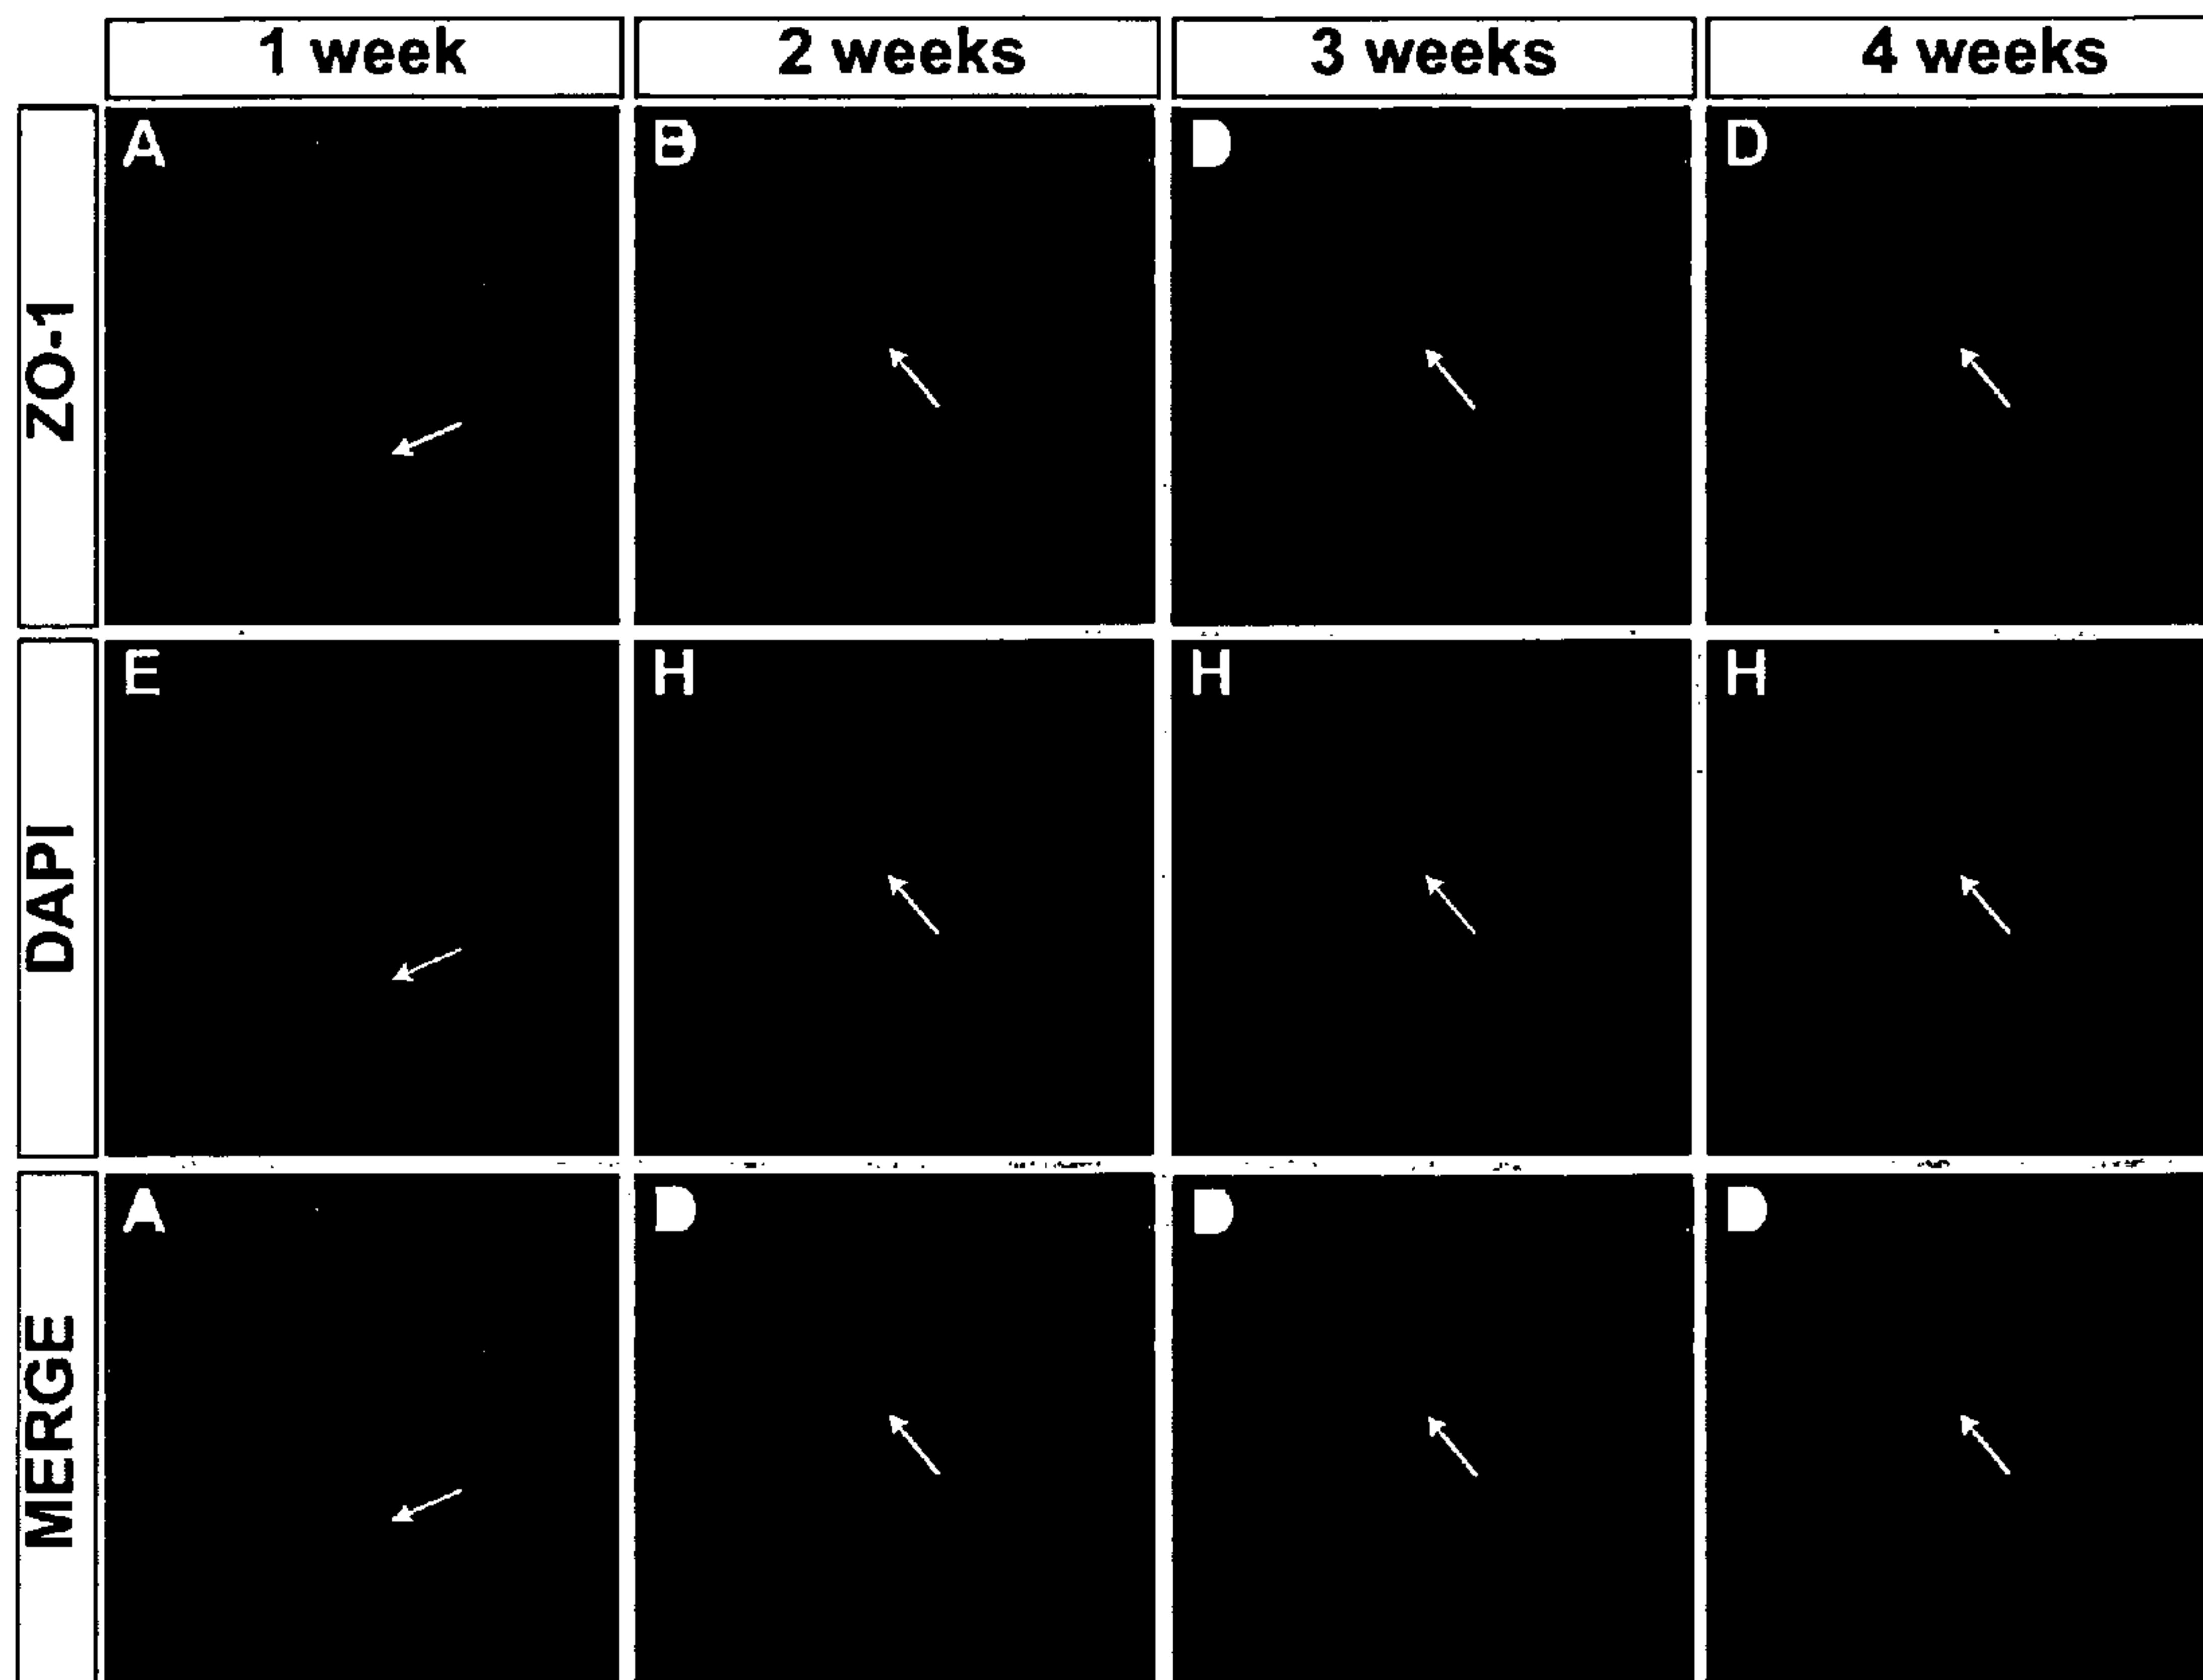 1 week 2 weeks 3 weeks 4 weeks
ZO-1
A B D D
DAPI
E H H H
MERGE
A D D D